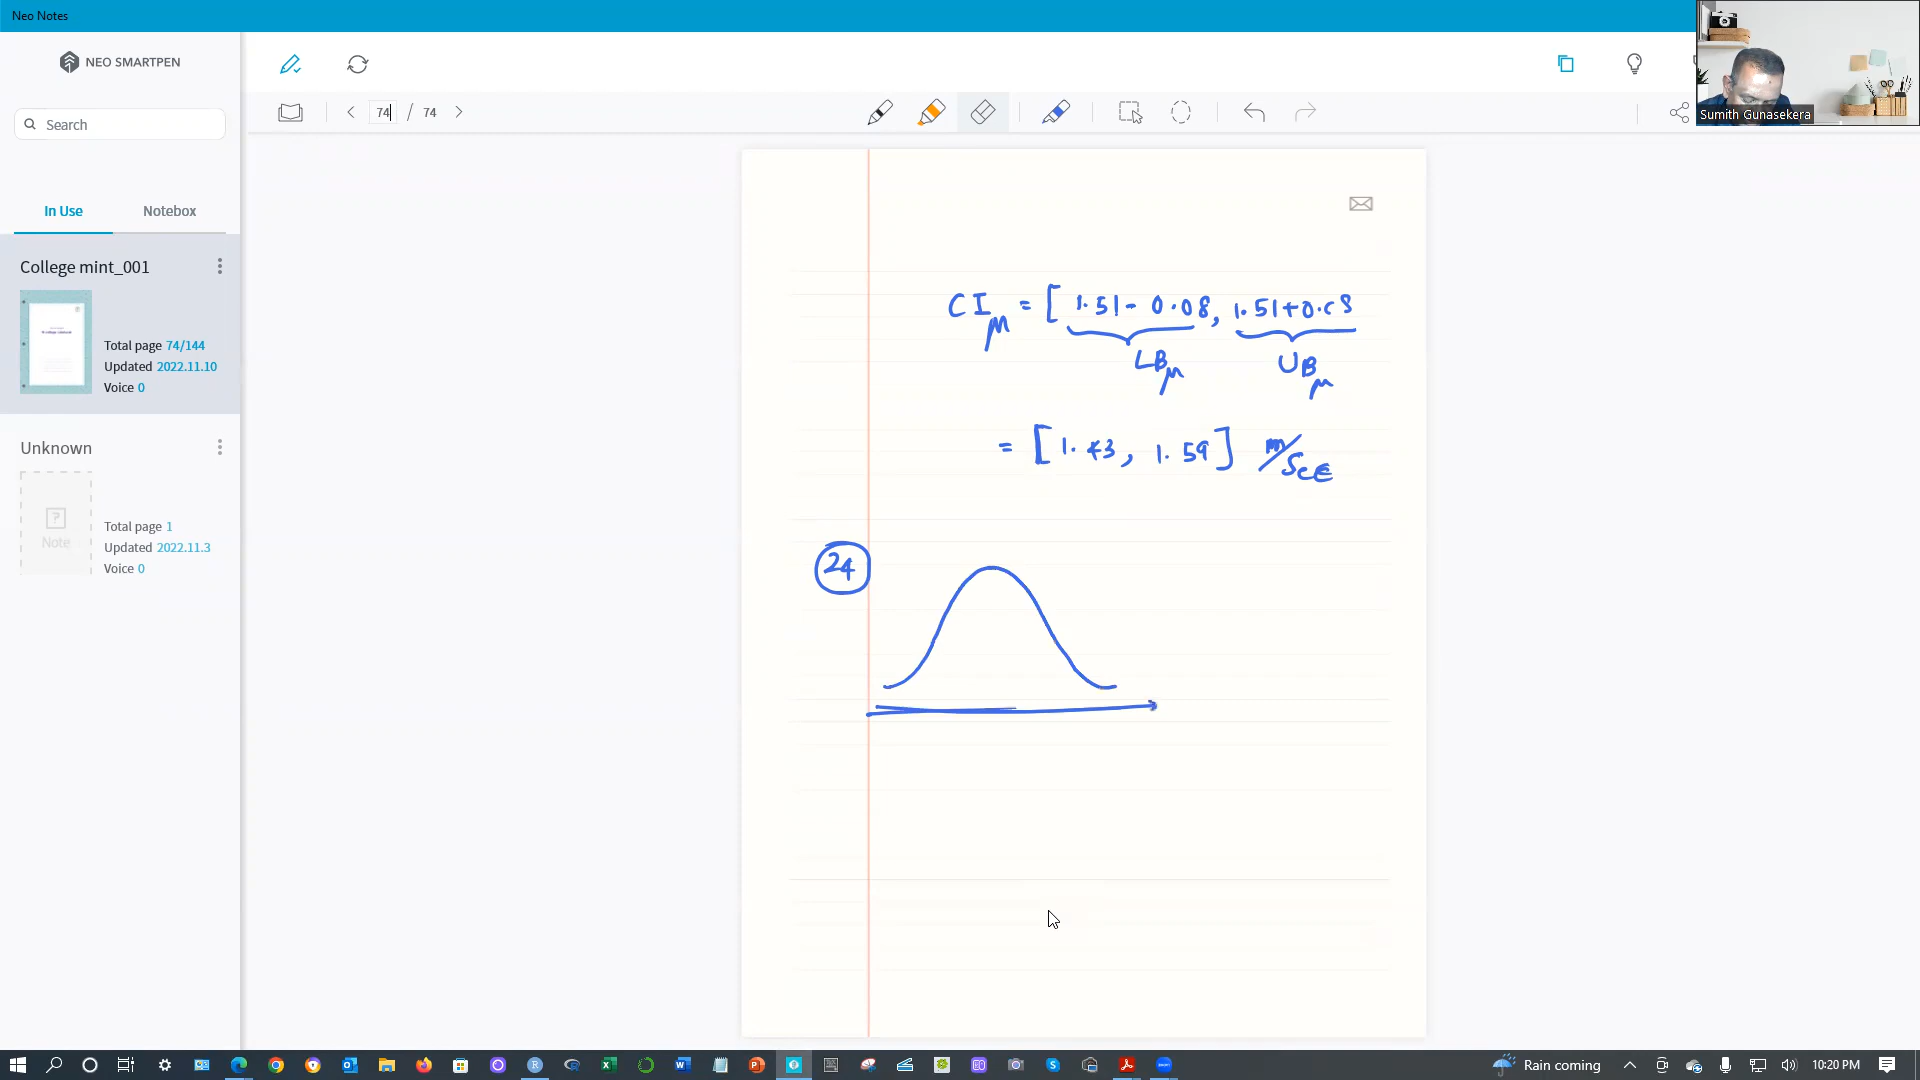 Neo Notes
NEO SMARTPEN
Search
In Use
Notebox
College mint_001
Total page 74/144
Updated 2022.11.10
Voice 0
Unknown
?
Note
Total page 1
Updated 2022.11.3
Voice 0
74 / 74
Sumith Gunasekera
CI μ = [ 1.51 - 0.08, 1.51 + 0.08
LB μ UB μ
= [ 1.43, 1.59 ] m/sec
24
Rain coming
10:20 PM